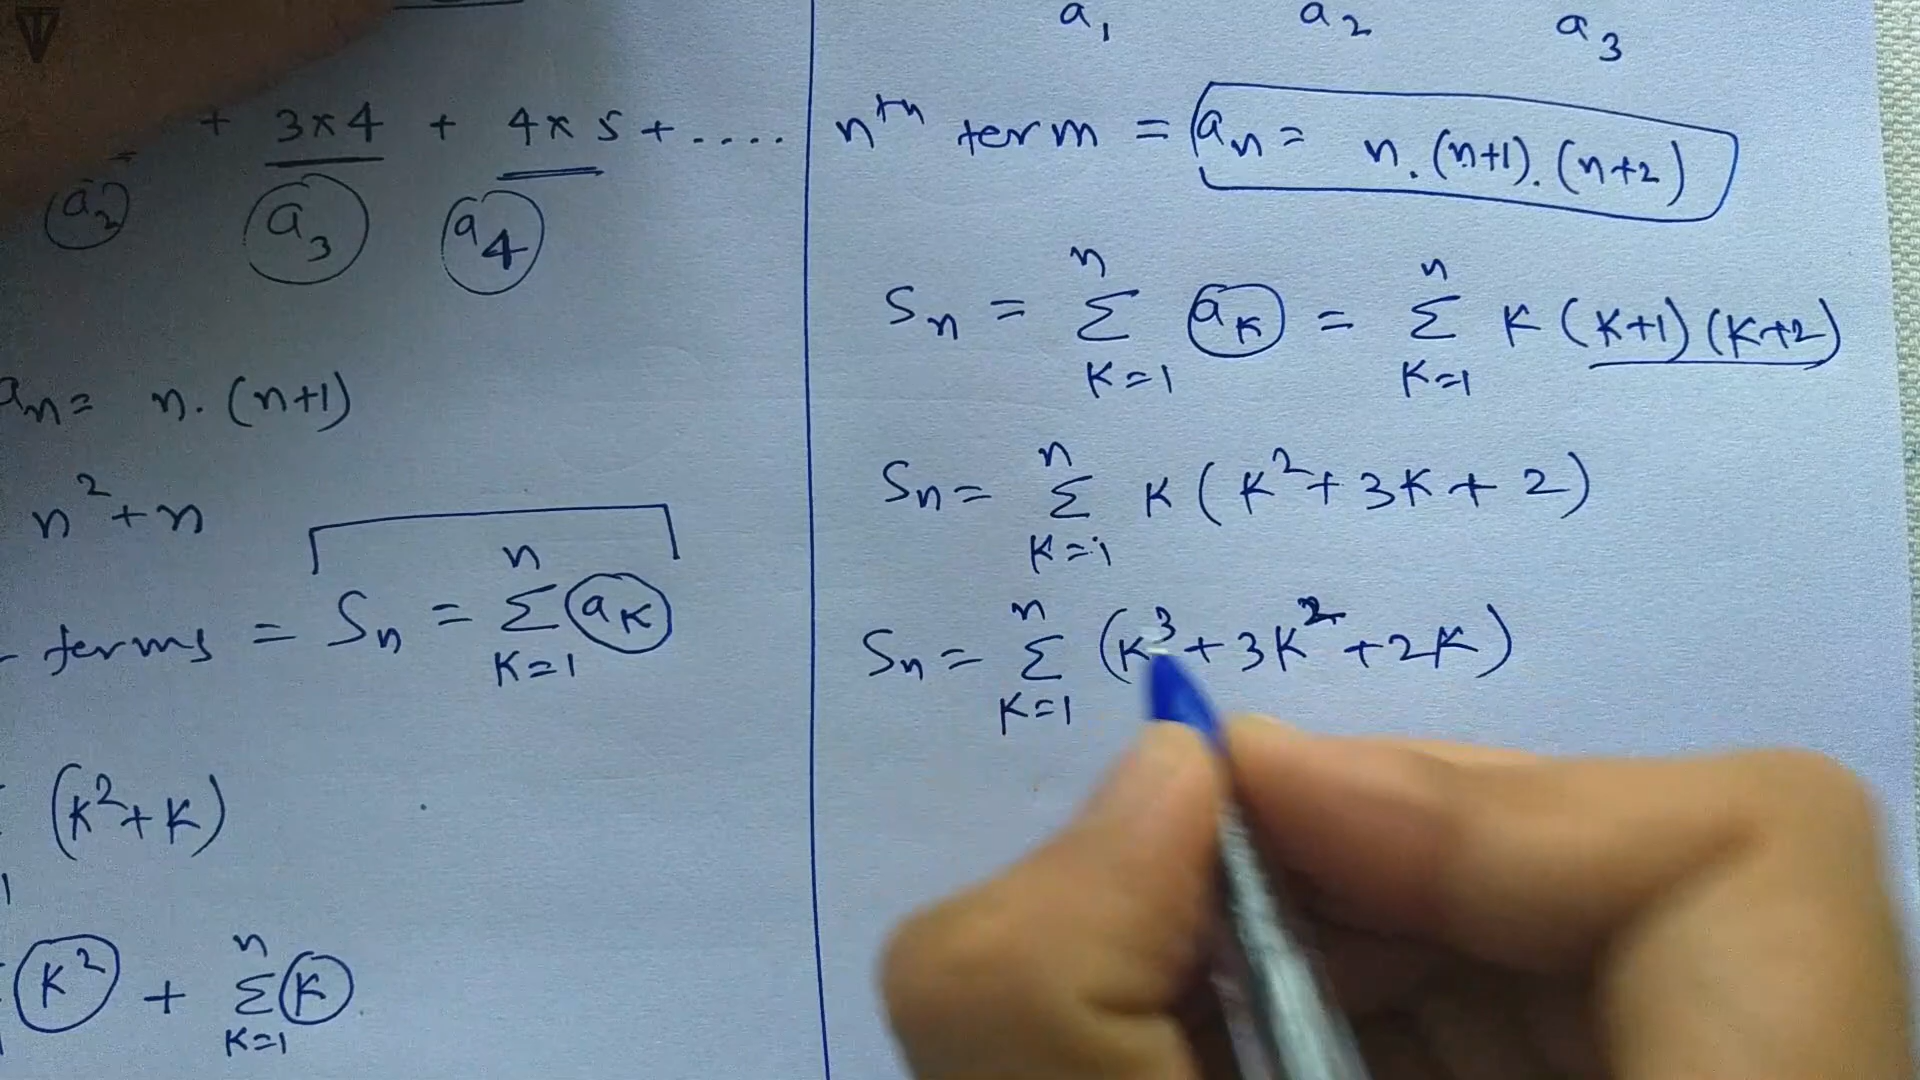 + 3×4 + 4×5 + ....
a2 a3 a4
an = n. (n+1)
n² + n
terms = Sn = n Σ K=1 aK
(K² + K)
1
K² + n Σ K=1 K
a1 a2 a3
nth term = an = n. (n+1). (n+2)
Sn = n Σ K=1 aK = n Σ K=1 K (K+1) (K+2)
Sn = n Σ K=1 K ( K² + 3K + 2 )
Sn = n Σ K=1 (K³ + 3K² + 2K)